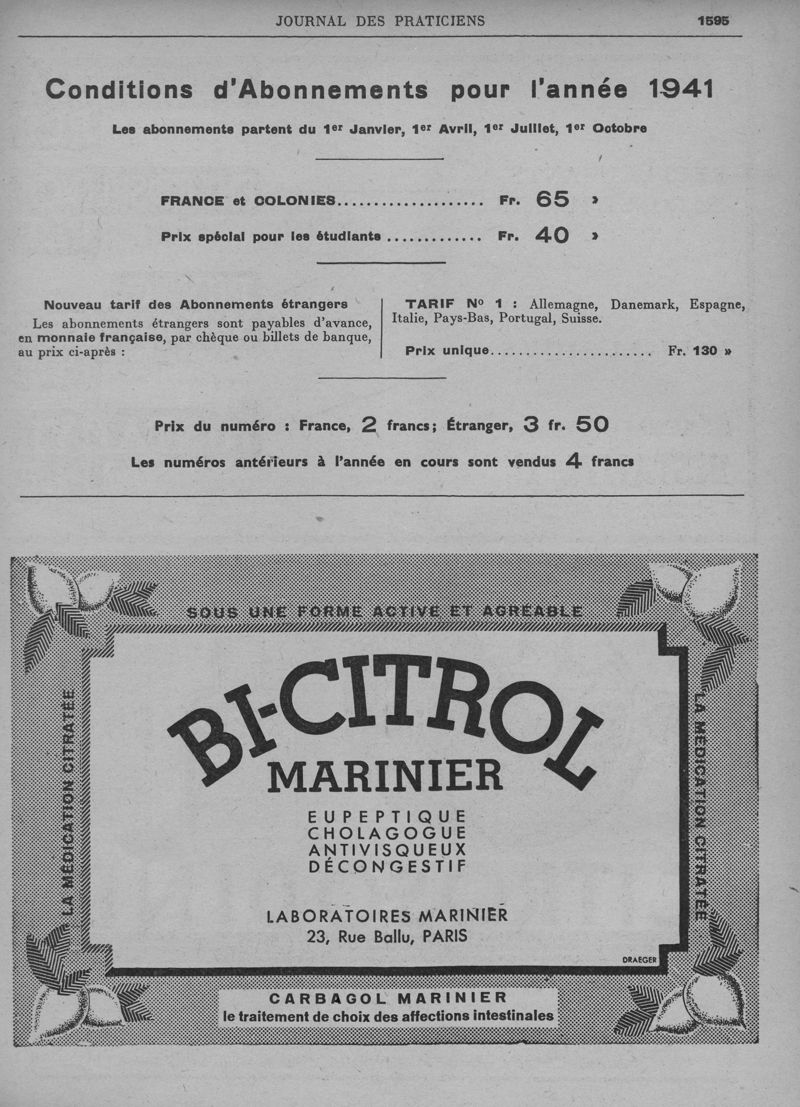 JOURNAL DES PRATICIENS 1595
Conditions d'Abonnements pour l'année 1941
Les abonnements partent du 1er Janvier, 1er Avril, 1er Juillet, 1er Octobre
FRANCE et COLONIES.................... Fr. 65 »
Prix spécial pour les étudiants ............. Fr. 40 »
Nouveau tarif des Abonnements étrangers
Les abonnements étrangers sont payables d'avance,
en monnaie française, par chèque ou billets de banque,
au prix ci-après :
TARIF No 1 : Allemagne, Danemark, Espagne,
Italie, Pays-Bas, Portugal, Suisse.
Prix unique....................... Fr. 130 »
Prix du numéro : France, 2 francs; Étranger, 3 fr. 50
Les numéros antérieurs à l'année en cours sont vendus 4 francs
SOUS UNE FORME ACTIVE ET AGRÉABLE
LA MÉDICATION CITRATÉE
BI-CITROL
MARINIER
EUPEPTIQUE
CHOLAGOGUE
ANTIVISQUEUX
DÉCONGESTIF
LABORATOIRES MARINIER
23, Rue Ballu, PARIS
DRAEGER
LA MÉDICATION CITRATÉE
CARBAGOL MARINIER
le traitement de choix des affections intestinales